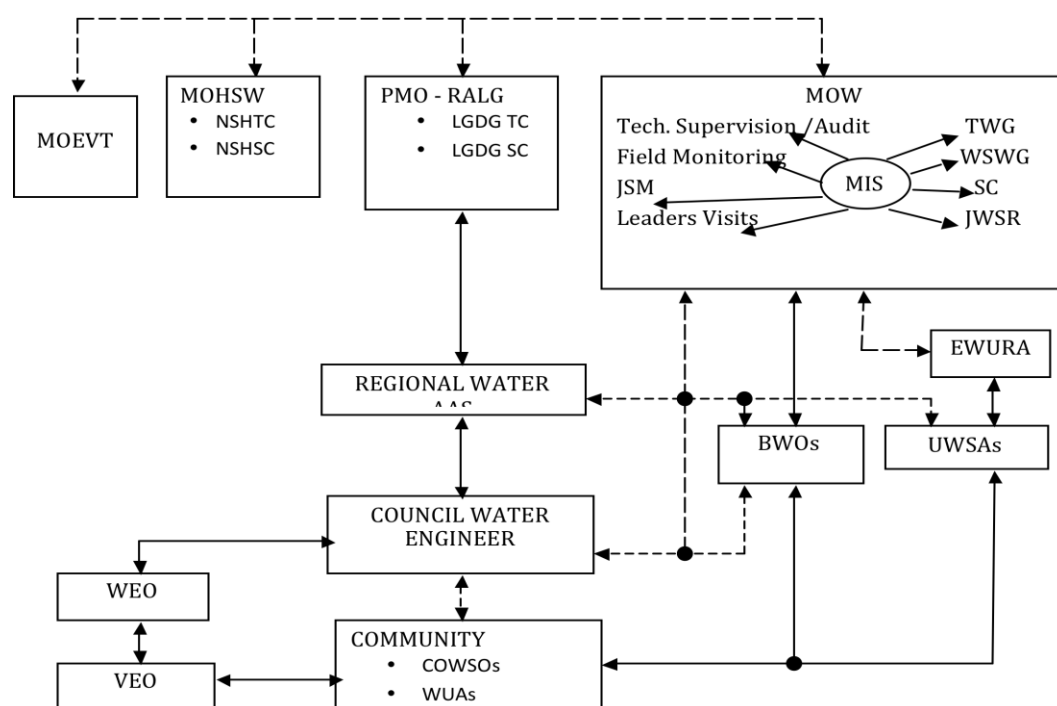 MOEVT
MOHSW
• NSHTC
• NSHSC
PMO - RALG
• LGDG TC
• LGDG SC
MOW
Tech. Supervision /Audit
Field Monitoring
JSM
Leaders Visits
MIS
TWG
WSWG
SC
JWSR
EWURA
REGIONAL WATER
BWOs
UWSAs
COUNCIL WATER
ENGINEER
WEO
VEO
COMMUNITY
• COWSOs
• WUAs